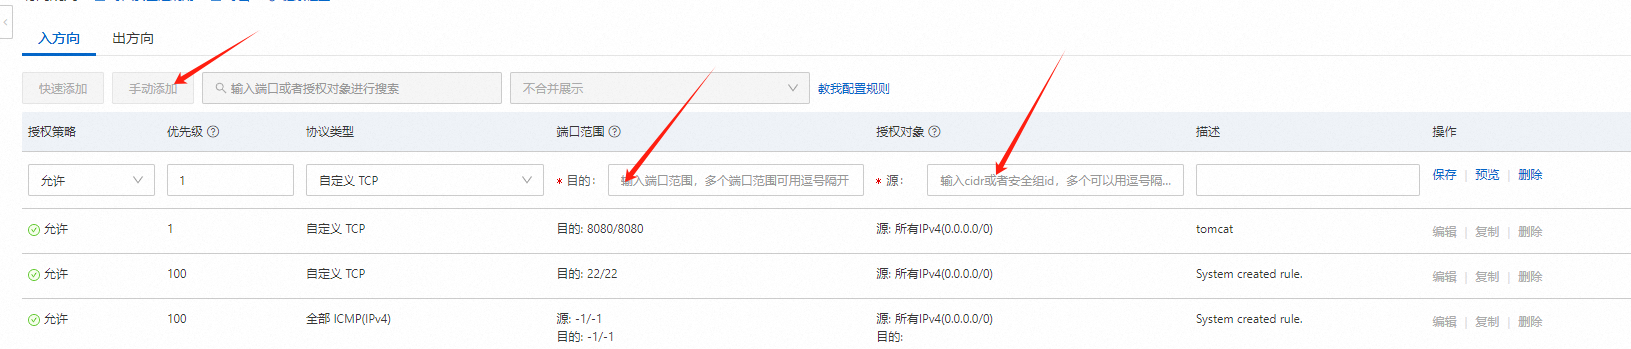 入方向 出方向
快速添加 手动添加 输入端口或者授权对象进行搜索 不合并展示 教我配置规则
授权策略 优先级 协议类型 端口范围 授权对象 描述 操作
允许 1 自定义 TCP * 目的: 输入端口范围，多个端口范围可用逗号隔开 * 源: 输入cidr或者安全组id，多个可以用逗号隔... 保存 | 预览 | 删除
允许 1 自定义 TCP 目的: 8080/8080 源: 所有IPv4(0.0.0.0/0) tomcat 编辑 | 复制 | 删除
允许 100 自定义 TCP 目的: 22/22 源: 所有IPv4(0.0.0.0/0) System created rule. 编辑 | 复制 | 删除
允许 100 全部 ICMP(IPv4) 源: -1/-1 源: 所有IPv4(0.0.0.0/0) System created rule. 编辑 | 复制 | 删除
目的: -1/-1 目的: